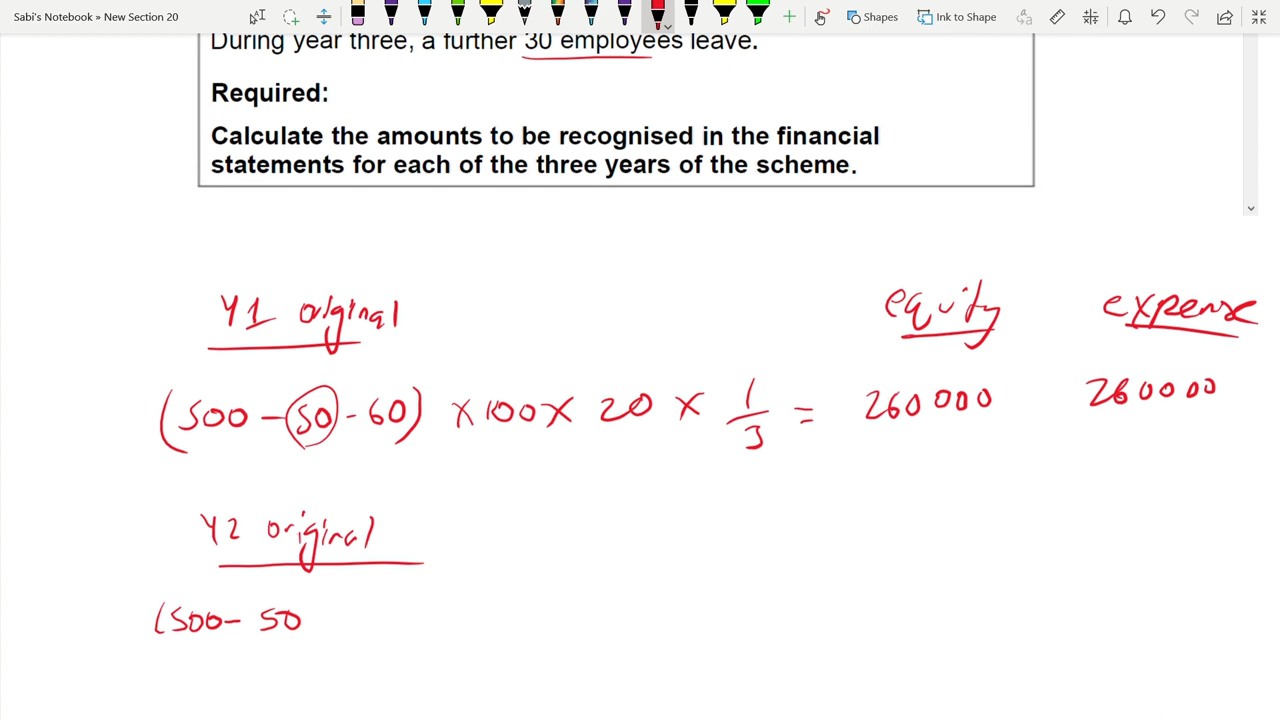 Sabi's Notebook » New Section 20
Shapes
Ink to Shape
During year three, a further 30 employees leave.
Required:
Calculate the amounts to be recognised in the financial
statements for each of the three years of the scheme.
Y1 original equity expense
(500 - 50 - 60) × 100 × 20 × 1/3 = 260000 260000
Y2 original
(500 - 50